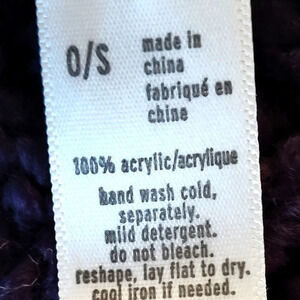 O/S
made in
china
fabriqué en
chine
100% acrylic/acrylique
hand wash cold,
separately.
mild detergent.
do not bleach.
reshape, lay flat to dry.
cool iron if needed.